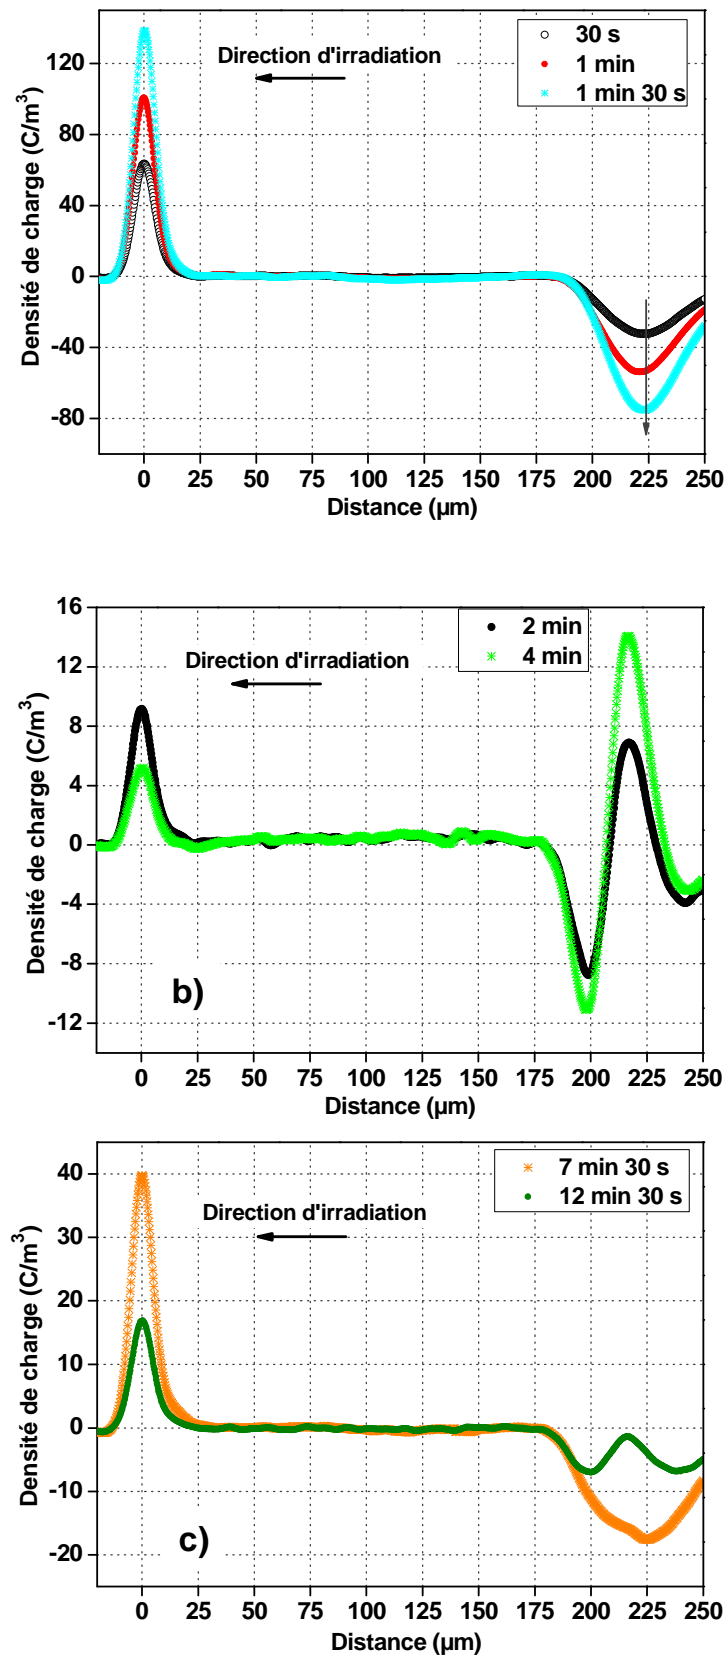 Direction d'irradiation
30 s
1 min
1 min 30 s
Densité de charge (C/m³)
120
80
40
0
-40
-80
0 25 50 75 100 125 150 175 200 225 250
Distance (µm)
Direction d'irradiation
2 min
4 min
Densité de charge (C/m³)
16
12
8
4
0
-4
-8
-12
b)
0 25 50 75 100 125 150 175 200 225 250
Distance (µm)
Direction d'irradiation
7 min 30 s
12 min 30 s
Densité de charge (C/m³)
40
30
20
10
0
-10
-20
c)
0 25 50 75 100 125 150 175 200 225 250
Distance (µm)